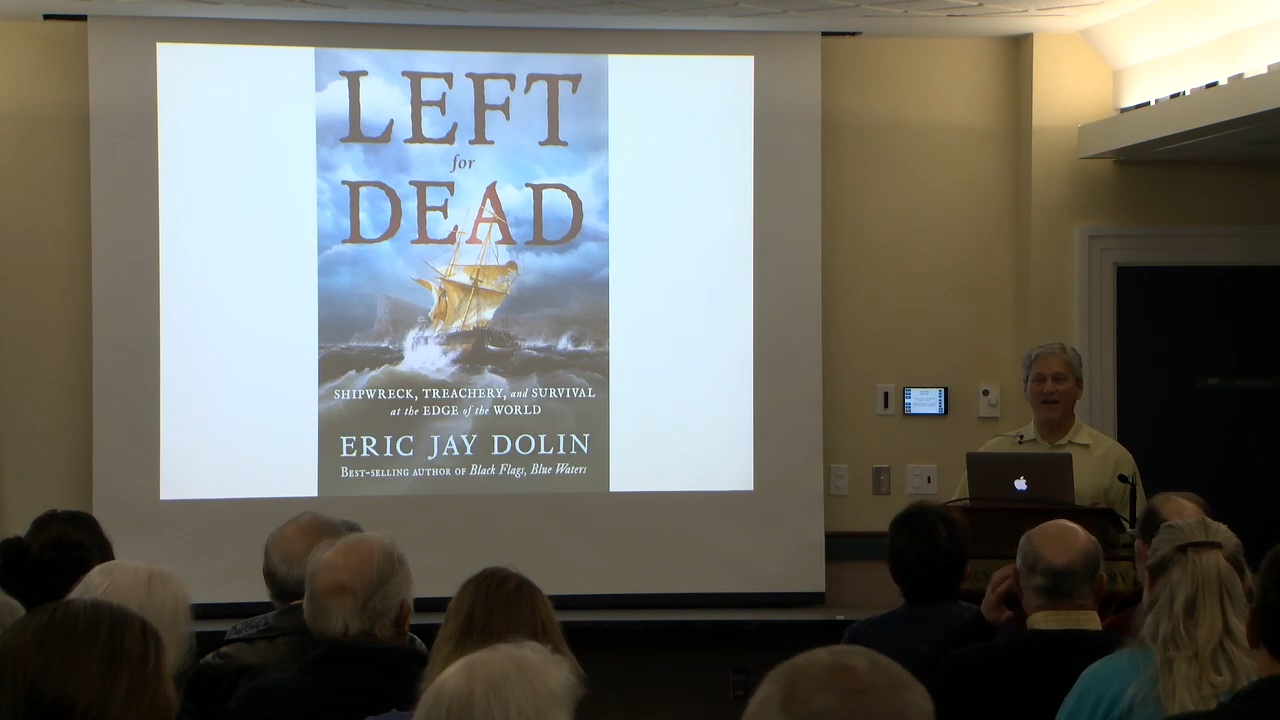 LEFT
for
DEAD
SHIPWRECK, TREACHERY, and SURVIVAL
at the EDGE of the WORLD
ERIC JAY DOLIN
BEST-SELLING AUTHOR OF Black Flags, Blue Waters